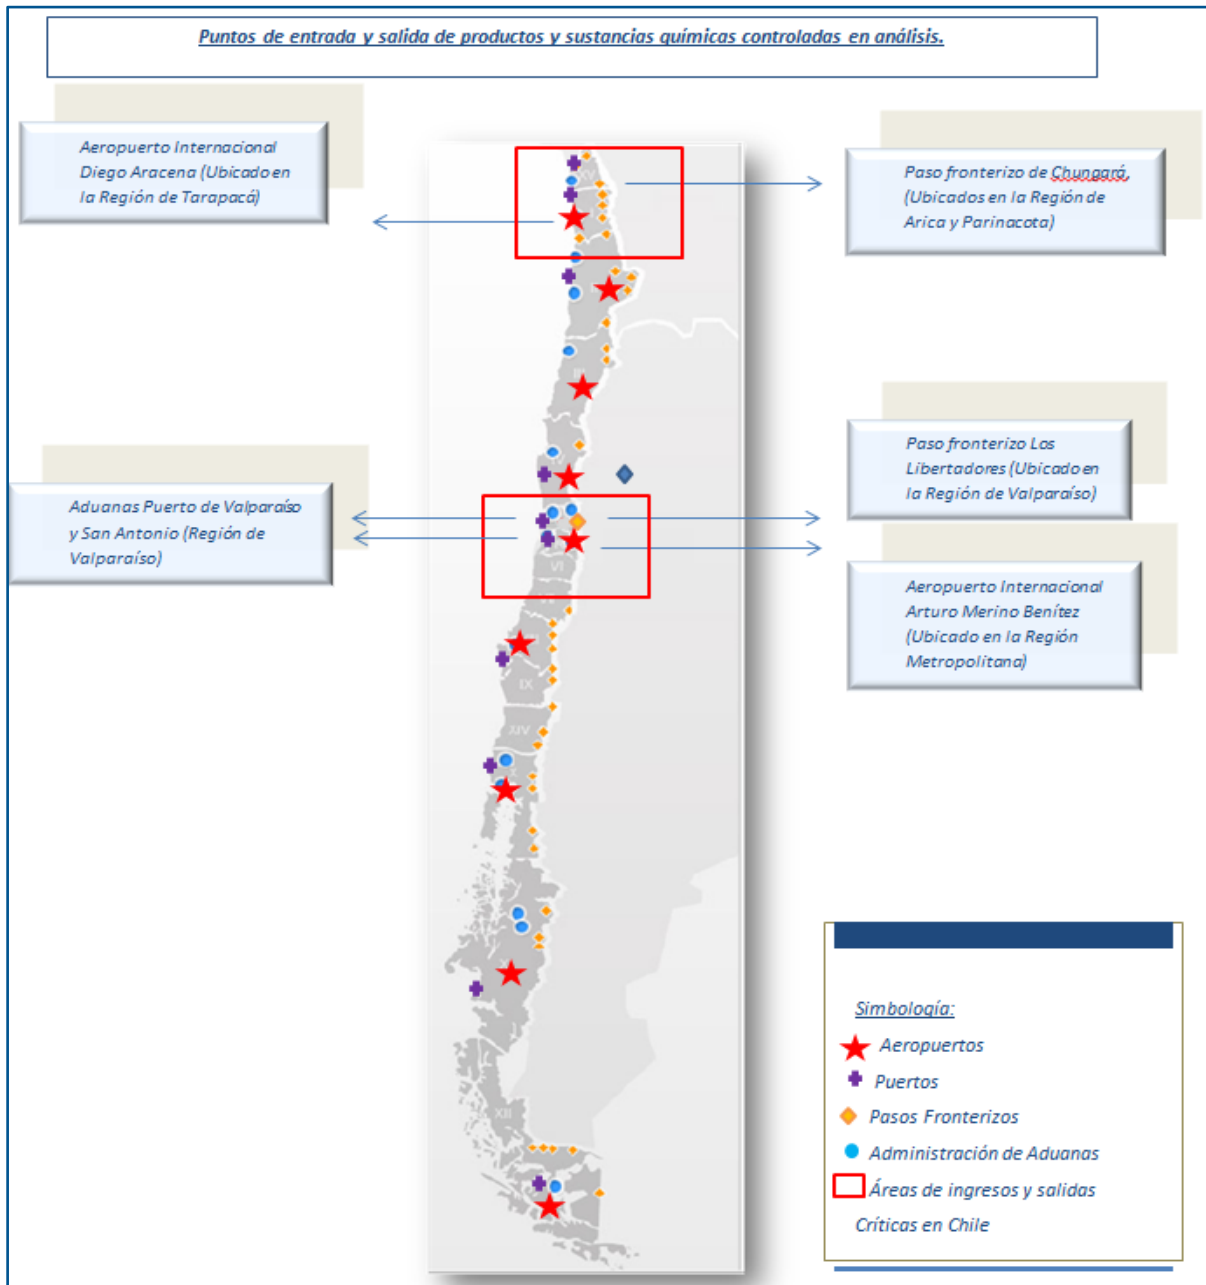 Puntos de entrada y salida de productos y sustancias químicas controladas en análisis.
Aeropuerto Internacional
Diego Aracena (Ubicado en
la Región de Tarapacá)
Paso fronterizo de Chungará,
(Ubicados en la Región de
Arica y Parinacota)
Paso fronterizo Los
Libertadores (Ubicado en
la Región de Valparaíso)
Aduanas Puerto de Valparaíso
y San Antonio (Región de
Valparaíso)
Aeropuerto Internacional
Arturo Merino Benítez
(Ubicado en la Región
Metropolitana)
XV
III
VI
IX
XIV
XII
Simbología:
Aeropuertos
Puertos
Pasos Fronterizos
Administración de Aduanas
Áreas de ingresos y salidas
Críticas en Chile